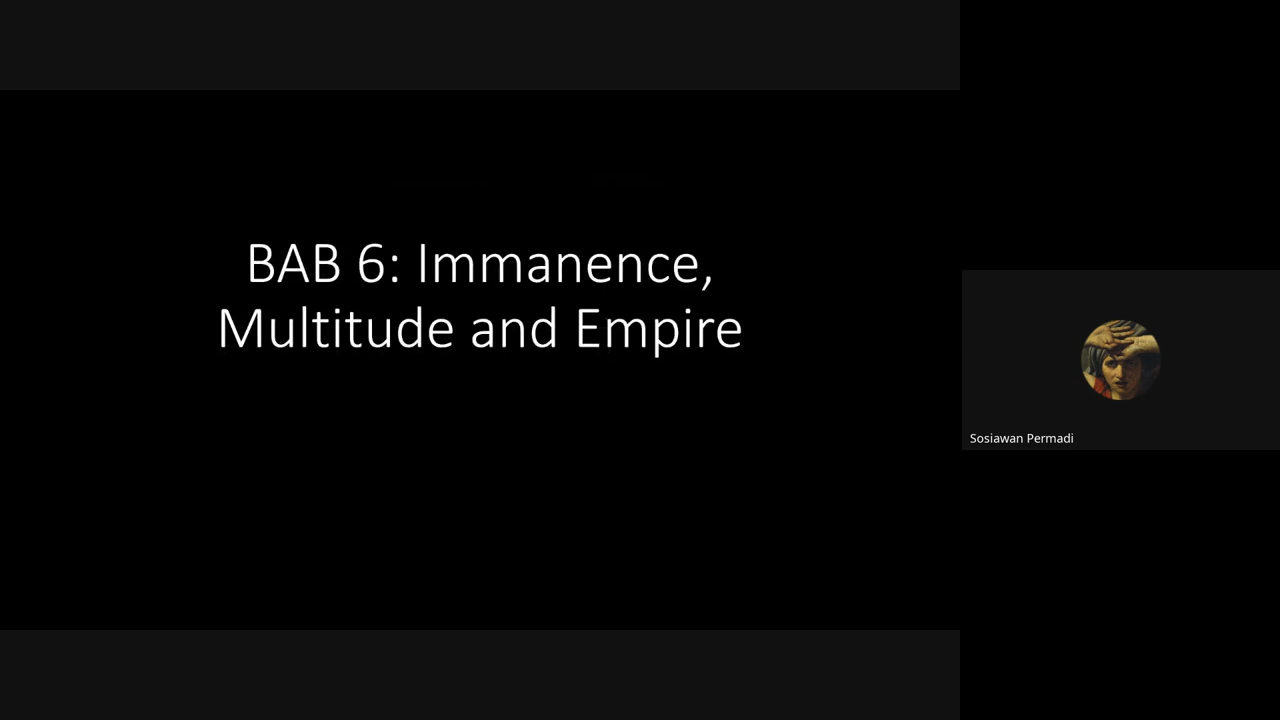 BAB 6: Immanence,
Multitude and Empire
Sosiawan Permadi